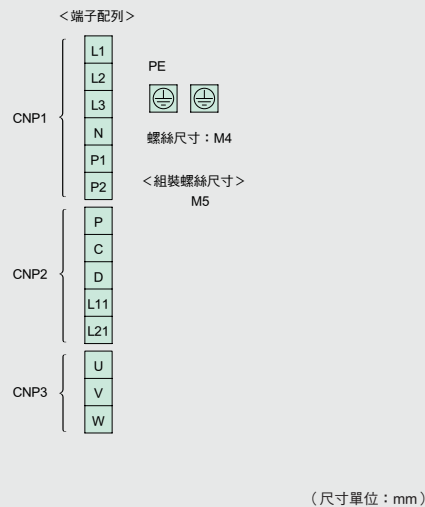 ＜端子配列＞
CNP1
L1
L2
L3
N
P1
P2
PE
螺絲尺寸：M4
＜組裝螺絲尺寸＞
M5
CNP2
P
C
D
L11
L21
CNP3
U
V
W
（尺寸單位：mm）